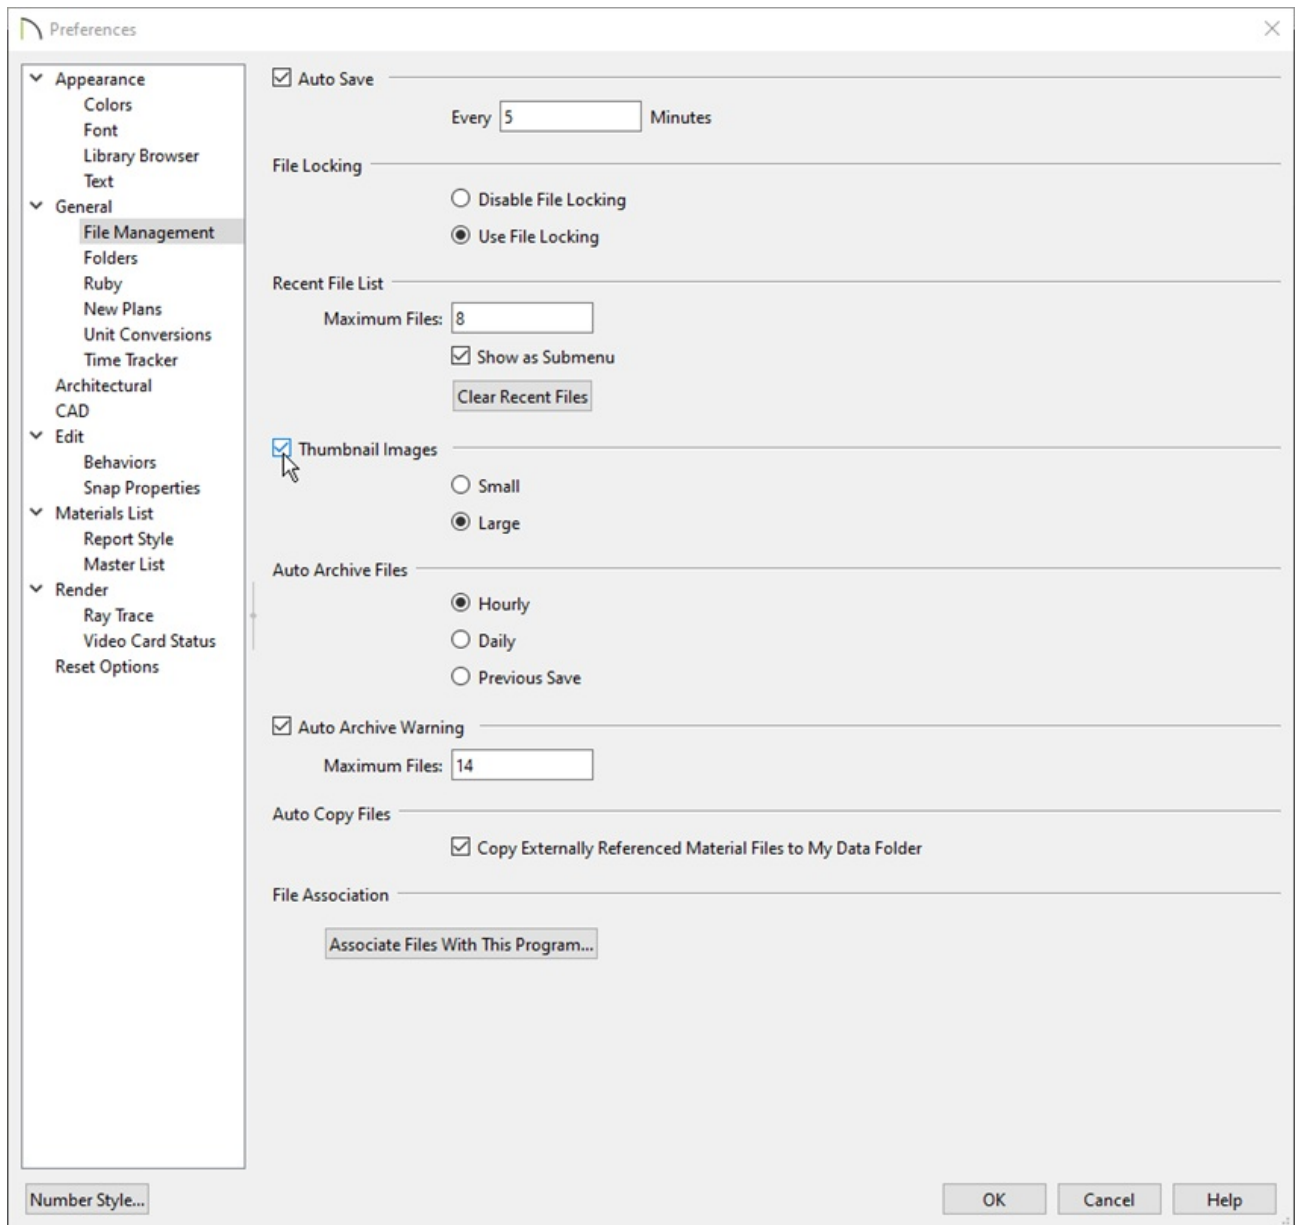 Preferences
Appearance
Colors
Font
Library Browser
Text
General
File Management
Folders
Ruby
New Plans
Unit Conversions
Time Tracker
Architectural
CAD
Edit
Behaviors
Snap Properties
Materials List
Report Style
Master List
Render
Ray Trace
Video Card Status
Reset Options
Auto Save
Every 5 Minutes
File Locking
Disable File Locking
Use File Locking
Recent File List
Maximum Files: 8
Show as Submenu
Clear Recent Files
Thumbnail Images
Small
Large
Auto Archive Files
Hourly
Daily
Previous Save
Auto Archive Warning
Maximum Files: 14
Auto Copy Files
Copy Externally Referenced Material Files to My Data Folder
File Association
Associate Files With This Program...
Number Style... OK Cancel Help